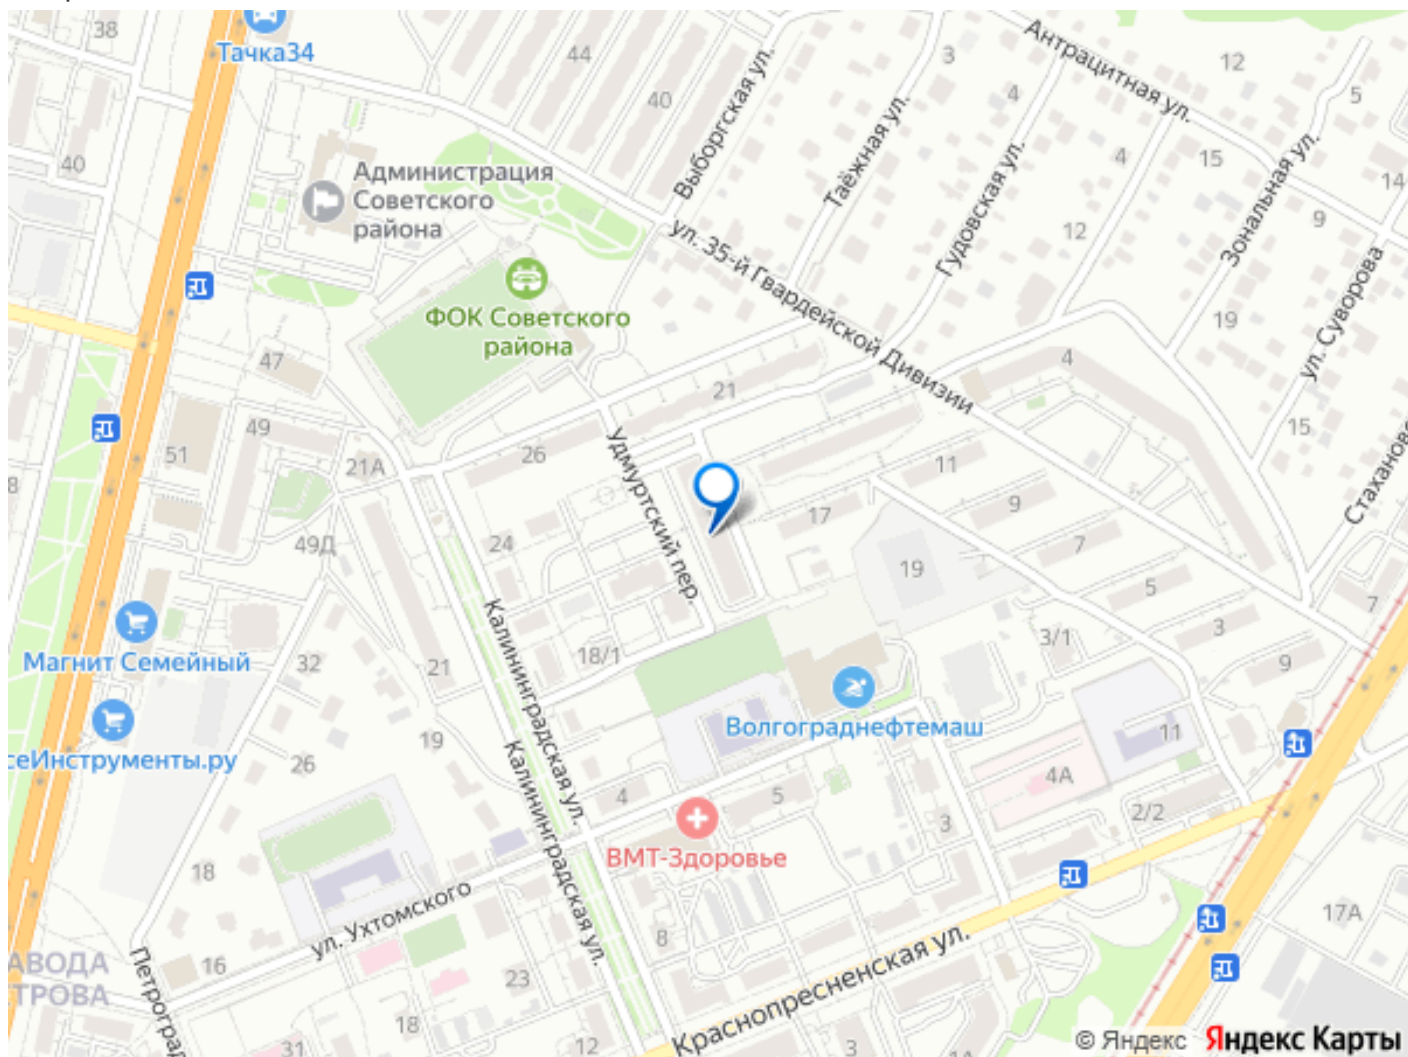 38
Тачка34
44
40
3
Антрацитная ул.
12
5
4
Выборгская ул.
Таёжная ул.
Гудовская ул.
4
15
Зональная ул.
14
40
Администрация
Советского
района
9
12
ул. 35-й Гвардейской Дивизии
ФОК Советского
района
19
ул. Суворова
47
21
4
15
49
51
21А
26
Удмуртский пер.
11
9
Стаханов
8
17
49Д
24
7
19
5
7
Калининградская ул.
3
3/1
Магнит Семейный
32
21
18/1
9
Волгограднефтемаш
11
сеИнструменты.ру
26
19
Калининградская ул.
4
5
4А
2/2
3
ВМТ-Здоровье
18
ул. Ухтомского
17А
8
Краснопресненская ул.
АВОДА
ТРОВА
16
Петроград
23
18
31
12
3
© Яндекс Яндекс Карты